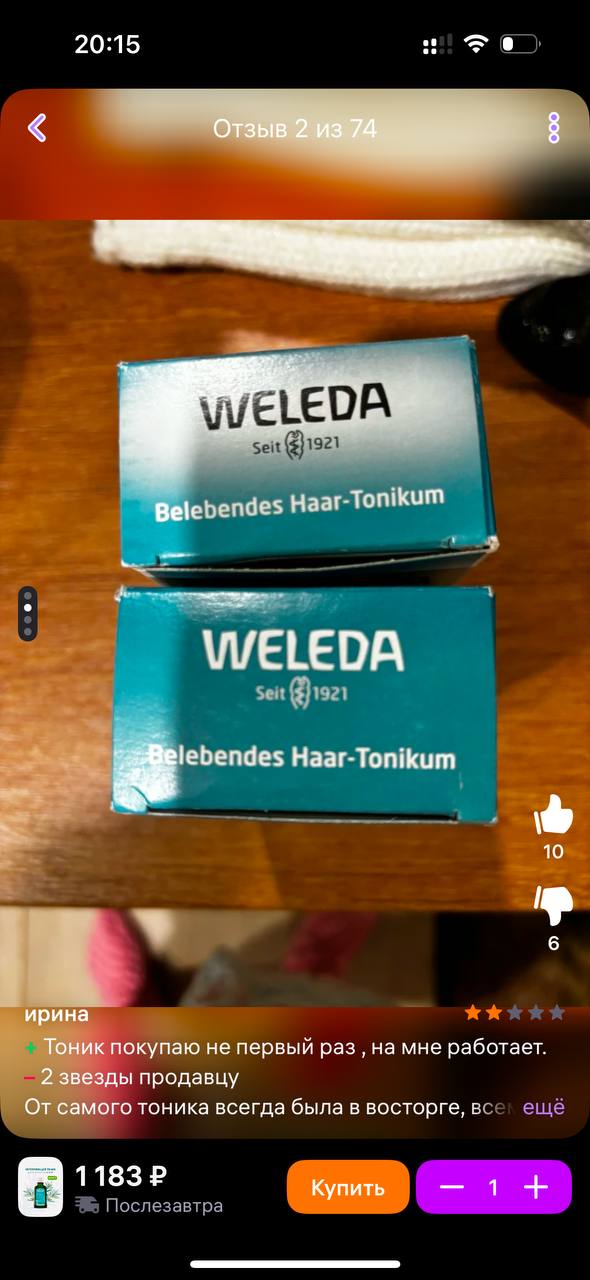 20:15
Отзыв 2 из 74
WELEDA
Seit 1921
Belebendes Haar-Tonikum
WELEDA
Seit 1921
Belebendes Haar-Tonikum
10
6
ирина
+ Тоник покупаю не первый раз , на мне работает.
– 2 звезды продавцу
От самого тоника всегда была в восторге, всем ещё
1 183 ₽
Послезавтра
Купить
— 1 +